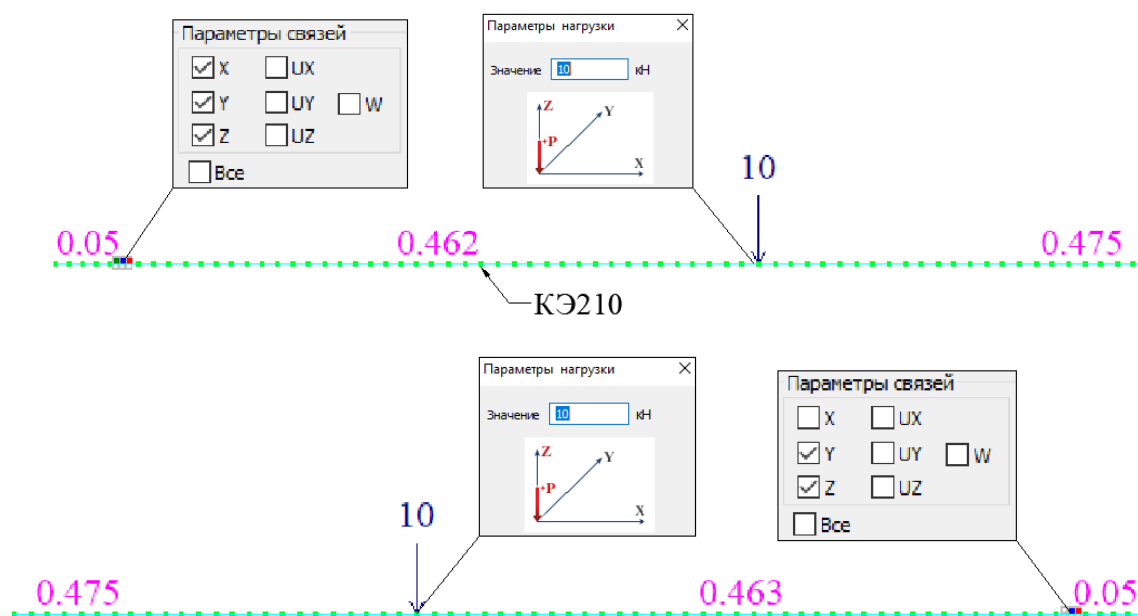 Параметры связей
X UX
Y UY W
Z UZ
Все
Параметры нагрузки
Значение 10 кН
Z
Y
+P
X
10
0.05 0.462 0.475
КЭ210
Параметры нагрузки
Значение 10 кН
Z
Y
+P
X
Параметры связей
X UX
Y UY W
Z UZ
Все
10
0.475 0.463 0.05